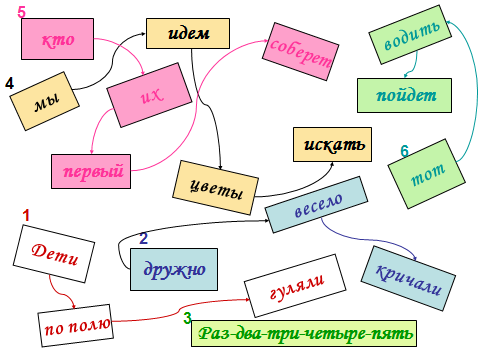 5
кто
идем
водить
соберет
4
мы
их
пойдет
искать
6
первый
цветы
тот
1
2
весело
Дети
дружно
кричали
гуляли
по полю
3
Раз-два-три-четыре-пять